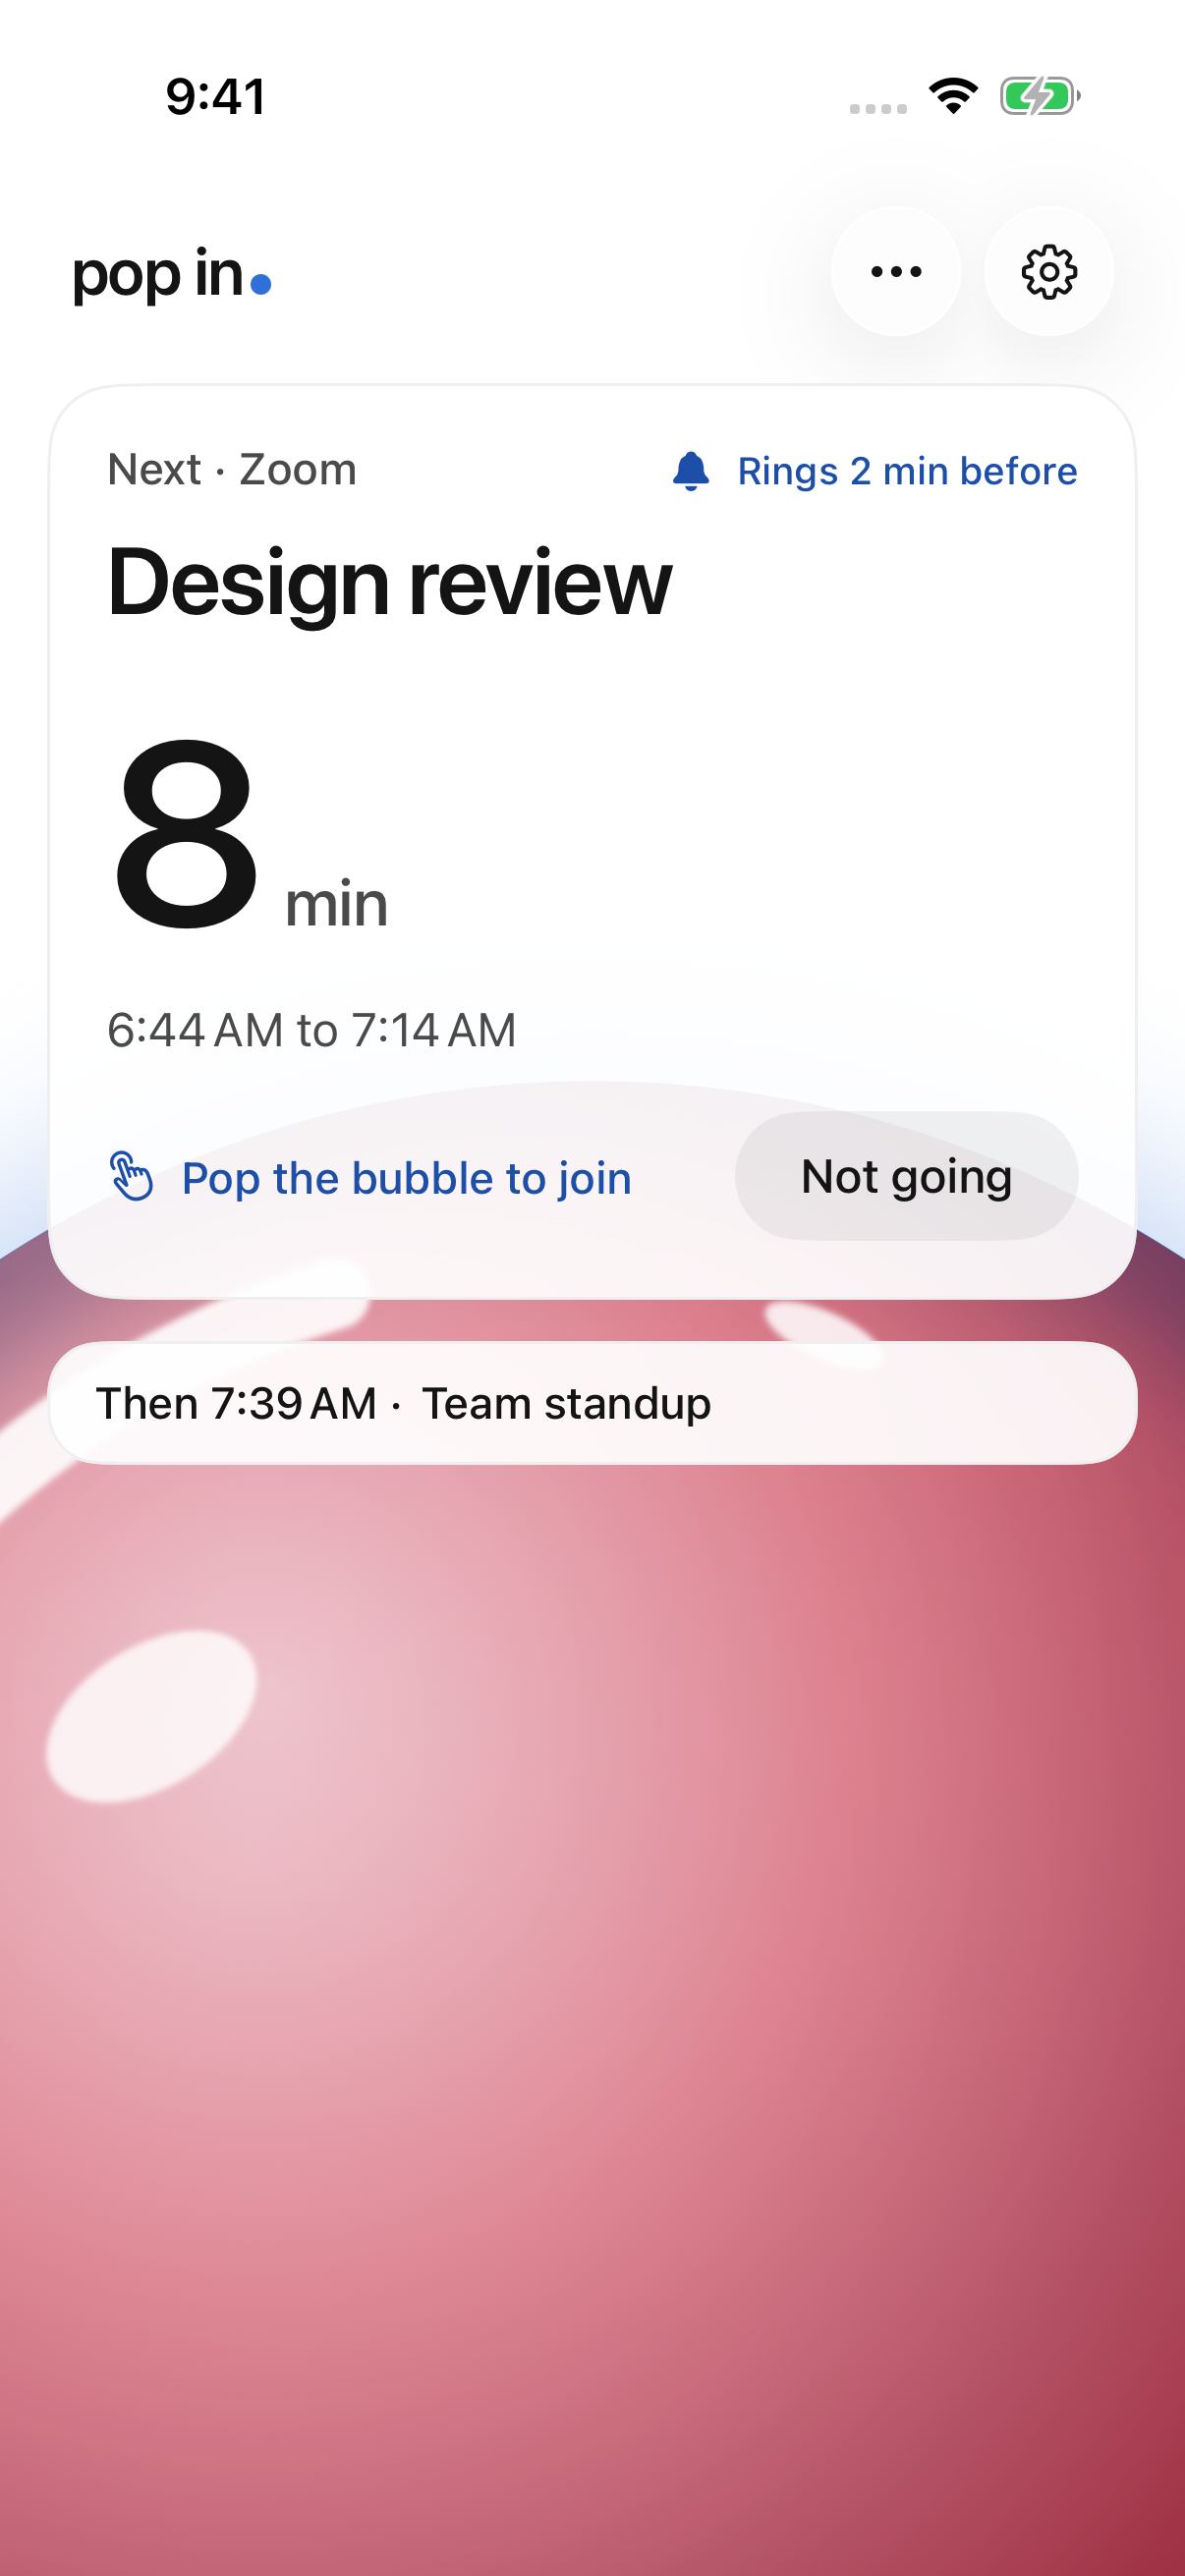 9:41
pop in.
Next · Zoom
Rings 2 min before
Design review
8 min
6:44 AM to 7:14 AM
Pop the bubble to join
Not going
Then 7:39 AM · Team standup